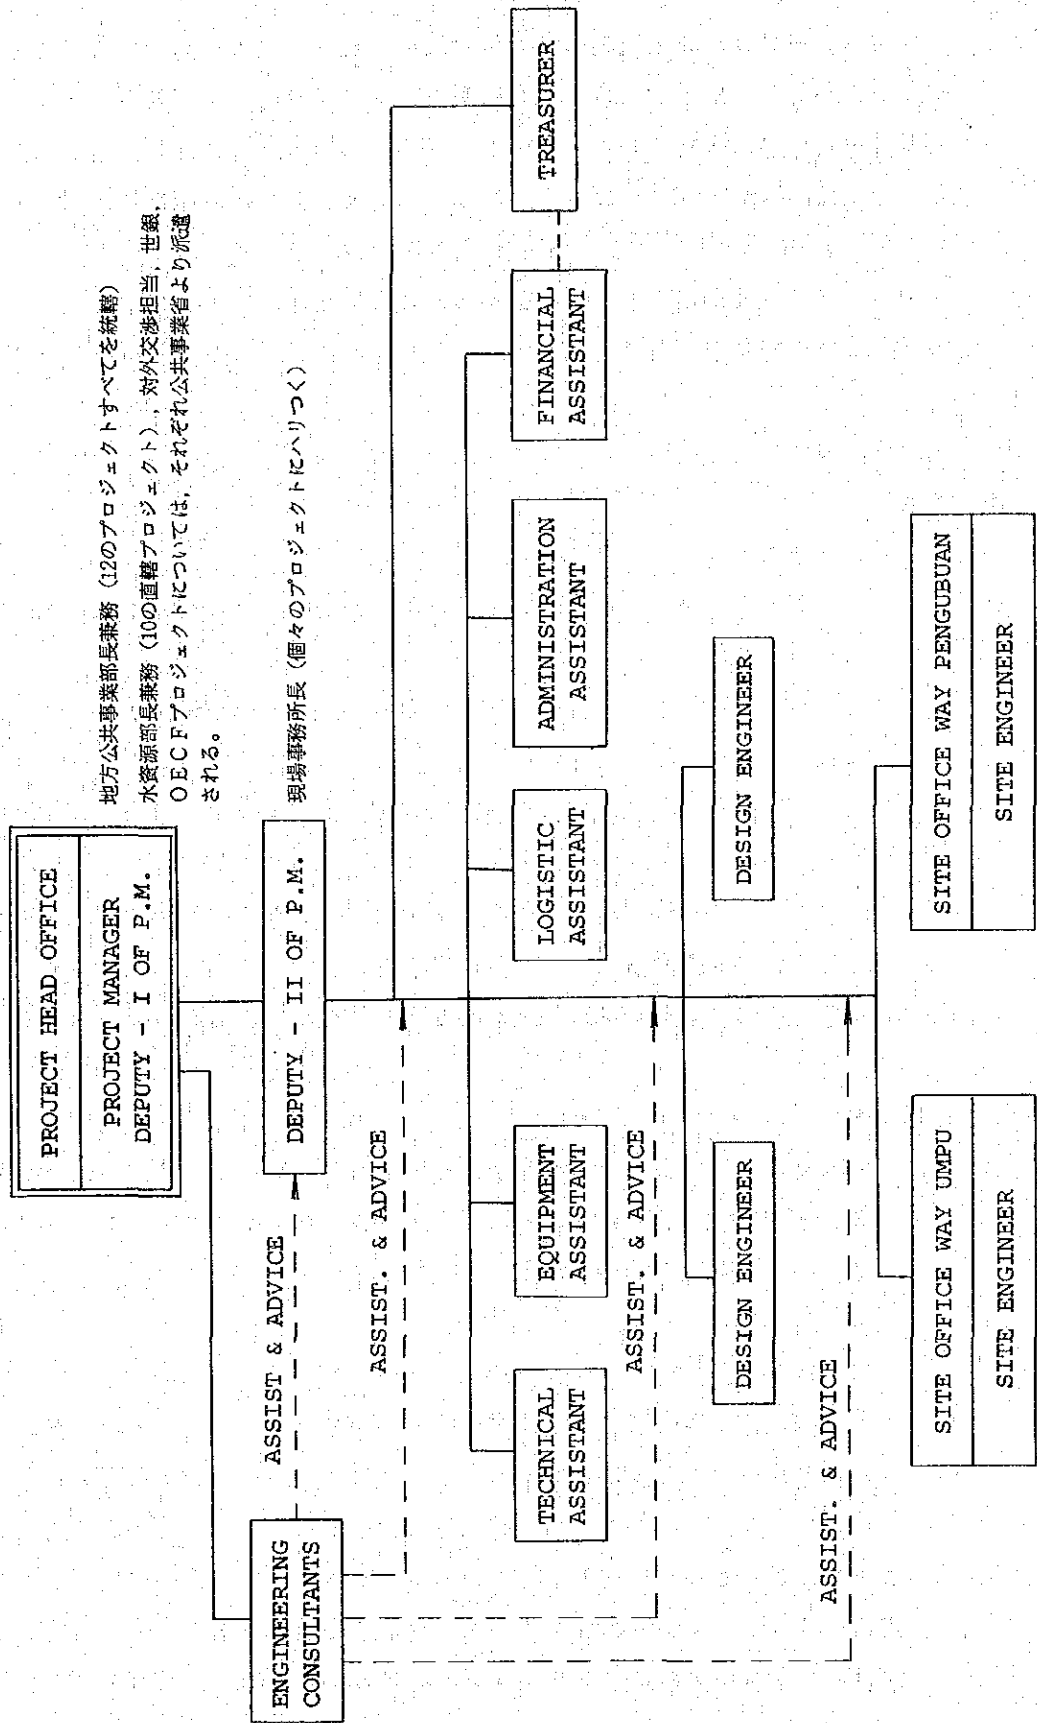 PROJECT HEAD OFFICE
PROJECT MANAGER
DEPUTY - I OF P.M.
地方公共事業部長兼務（12のプロジェクトすべてを統轄）
水資源部長兼務（10の直轄プロジェクト），対外交渉担当，世銀，
ＯＥＣＦプロジェクトについては，それぞれ公共事業省より派遣
される。
ENGINEERING
CONSULTANTS
ASSIST & ADVICE
DEPUTY - II OF P.M.
現場事務所長（個々のプロジェクトにハリつく）
ASSIST. & ADVICE
TECHNICAL
ASSISTANT
EQUIPMENT
ASSISTANT
LOGISTIC
ASSISTANT
ADMINISTRATION
ASSISTANT
FINANCIAL
ASSISTANT
TREASURER
ASSIST. & ADVICE
DESIGN ENGINEER
DESIGN ENGINEER
ASSIST. & ADVICE
SITE OFFICE WAY UMPU
SITE ENGINEER
SITE OFFICE WAY PENGUBUAN
SITE ENGINEER